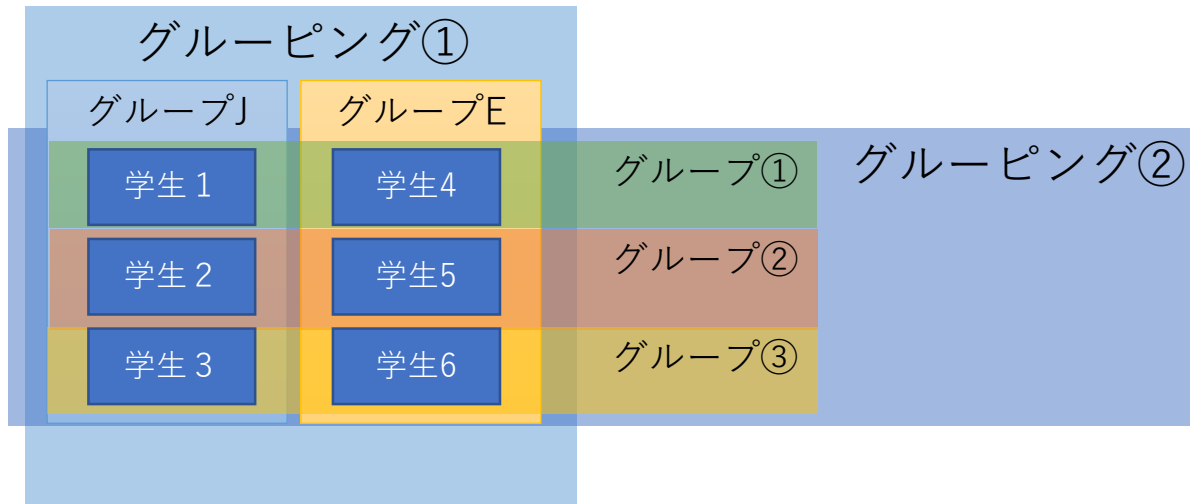 グルーピング①
グループJ
グループE
学生１
学生4
グループ①
グルーピング②
学生２
学生5
グループ②
学生３
学生6
グループ③